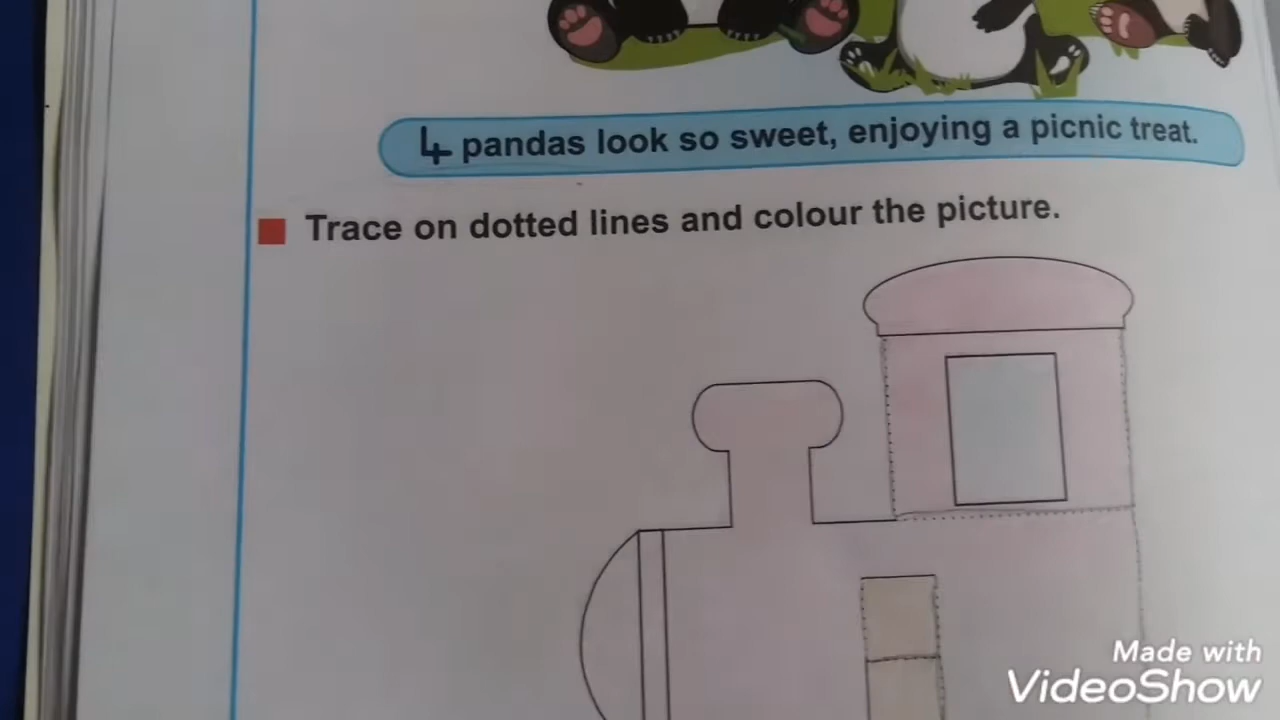 4 pandas look so sweet, enjoying a picnic treat.
Trace on dotted lines and colour the picture.
Made with
VideoShow